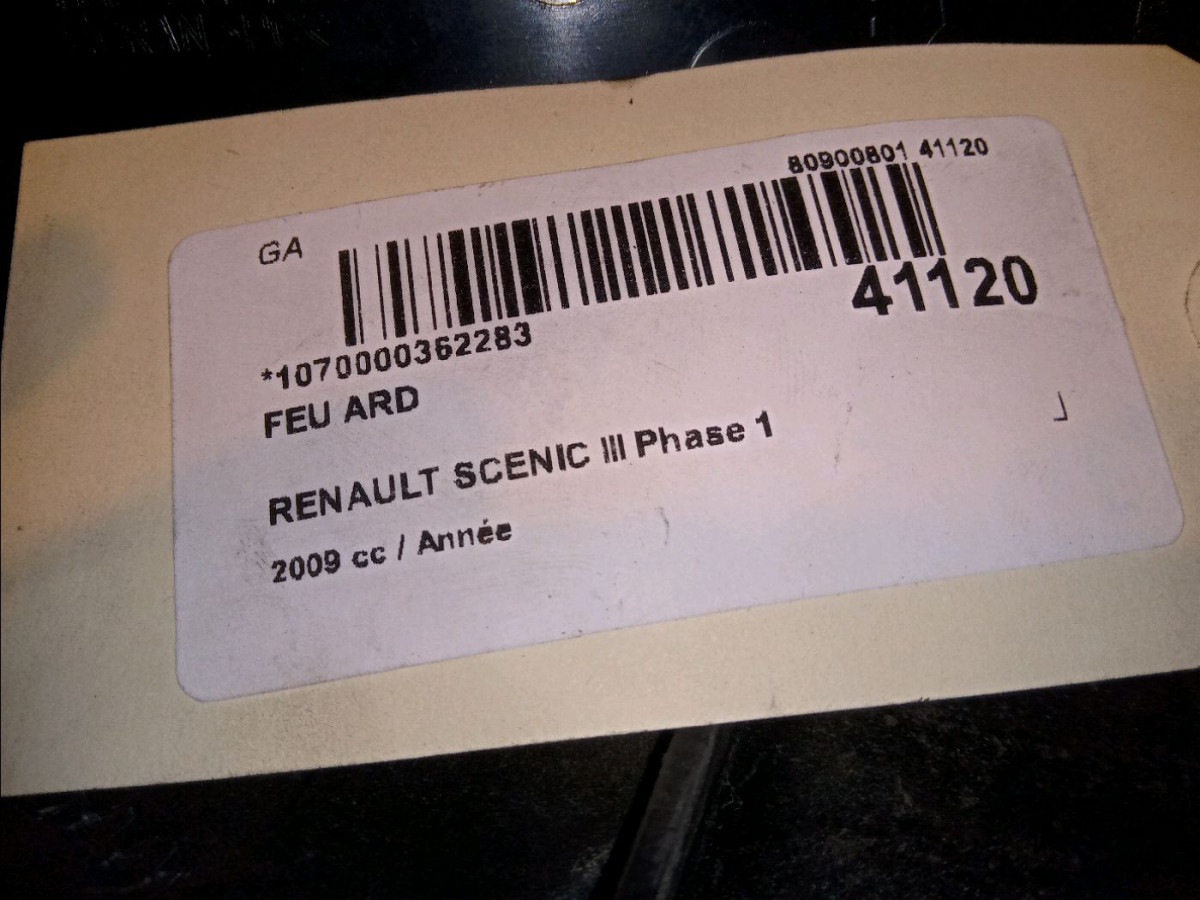 80900801 41120
GA
41120
*1070000362283
FEU ARD
RENAULT SCENIC III Phase 1
2009 cc / Année